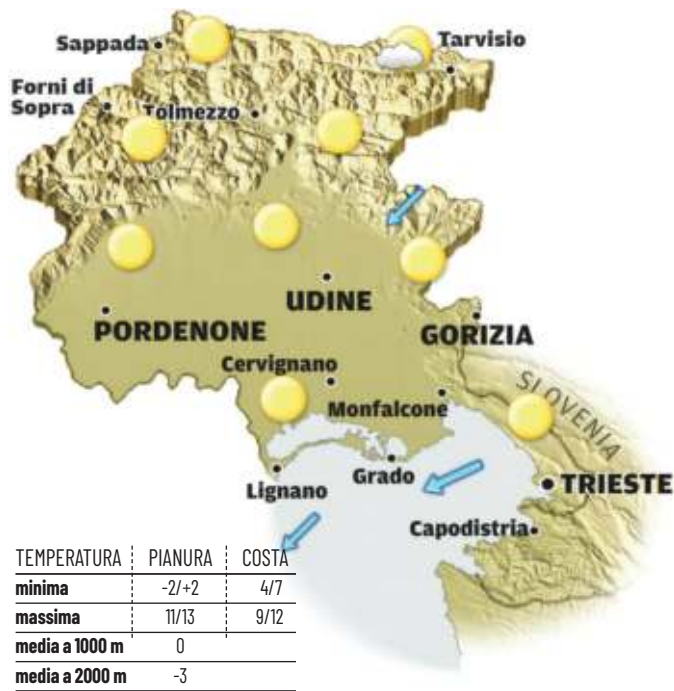 Sappada
Tarvisio
Forni di
Sopra
Tolmezzo
UDINE
PORDENONE
GORIZIA
Cervignano
SLOVENIA
Monfalcone
Grado
Lignano
TRIESTE
Capodistria
TEMPERATURA PIANURA COSTA
minima -2/+2 4/7
massima 11/13 9/12
media a 1000 m 0
media a 2000 m -3